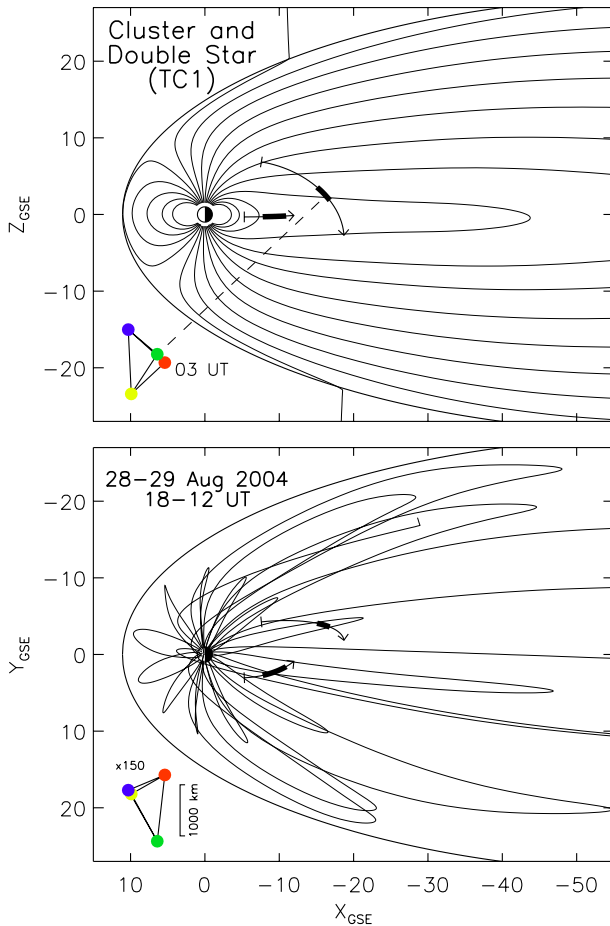 Cluster and
Double Star
(TC1)
20
10
0
−10
−20
Z_GSE
03 UT
28−29 Aug 2004
18−12 UT
−20
−10
0
10
20
Y_GSE
x150
1000 km
10 0 −10 −20 −30 −40 −50
X_GSE